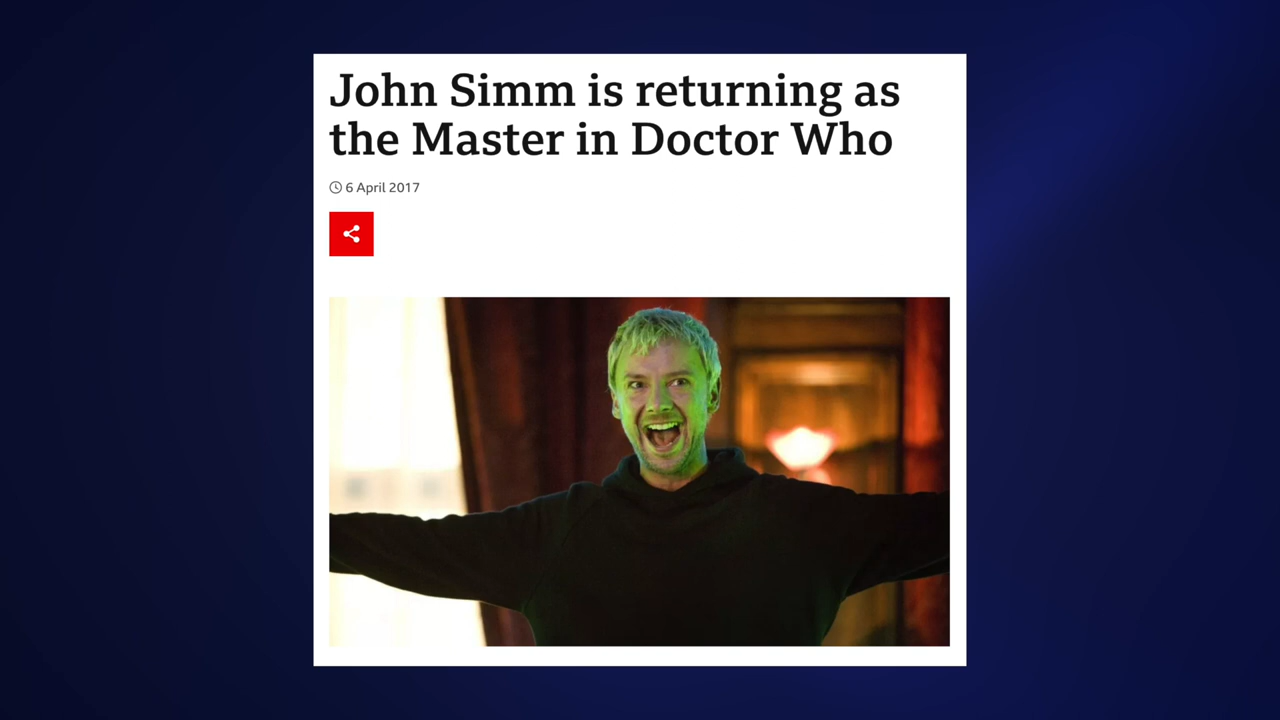 John Simm is returning as
the Master in Doctor Who
6 April 2017